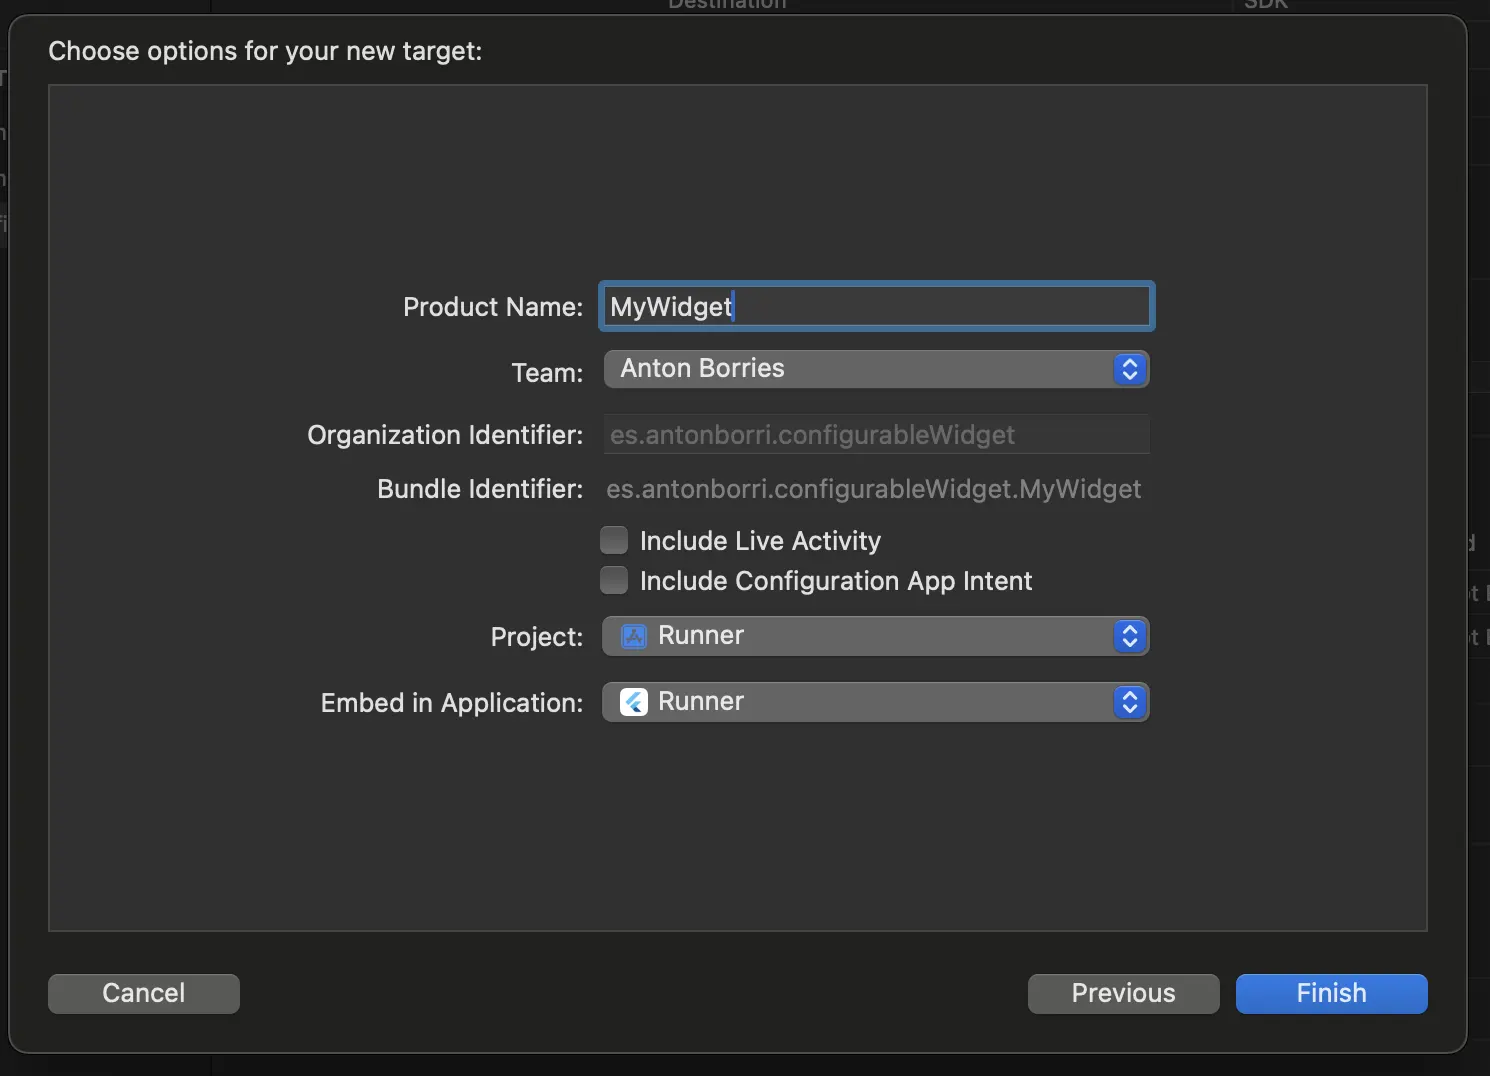 Destination
SDK
Choose options for your new target:
Product Name: MyWidget
Team: Anton Borries
Organization Identifier: es.antonborri.configurableWidget
Bundle Identifier: es.antonborri.configurableWidget.MyWidget
Include Live Activity
Include Configuration App Intent
Project: Runner
Embed in Application: Runner
Cancel
Previous
Finish